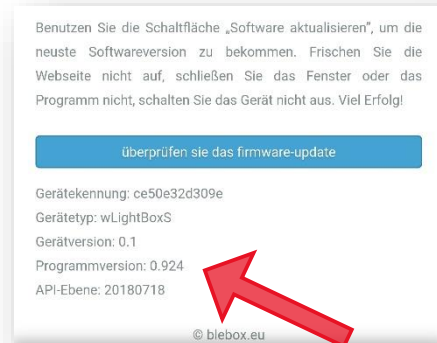 Benutzen Sie die Schaltfläche „Software aktualisieren", um die
neuste Softwareversion zu bekommen. Frischen Sie die
Webseite nicht auf, schließen Sie das Fenster oder das
Programm nicht, schalten Sie das Gerät nicht aus. Viel Erfolg!
überprüfen sie das firmware-update
Gerätekennung: ce50e32d309e
Gerätetyp: wLightBoxS
Gerätversion: 0.1
Programmversion: 0.924
API-Ebene: 20180718
© blebox.eu